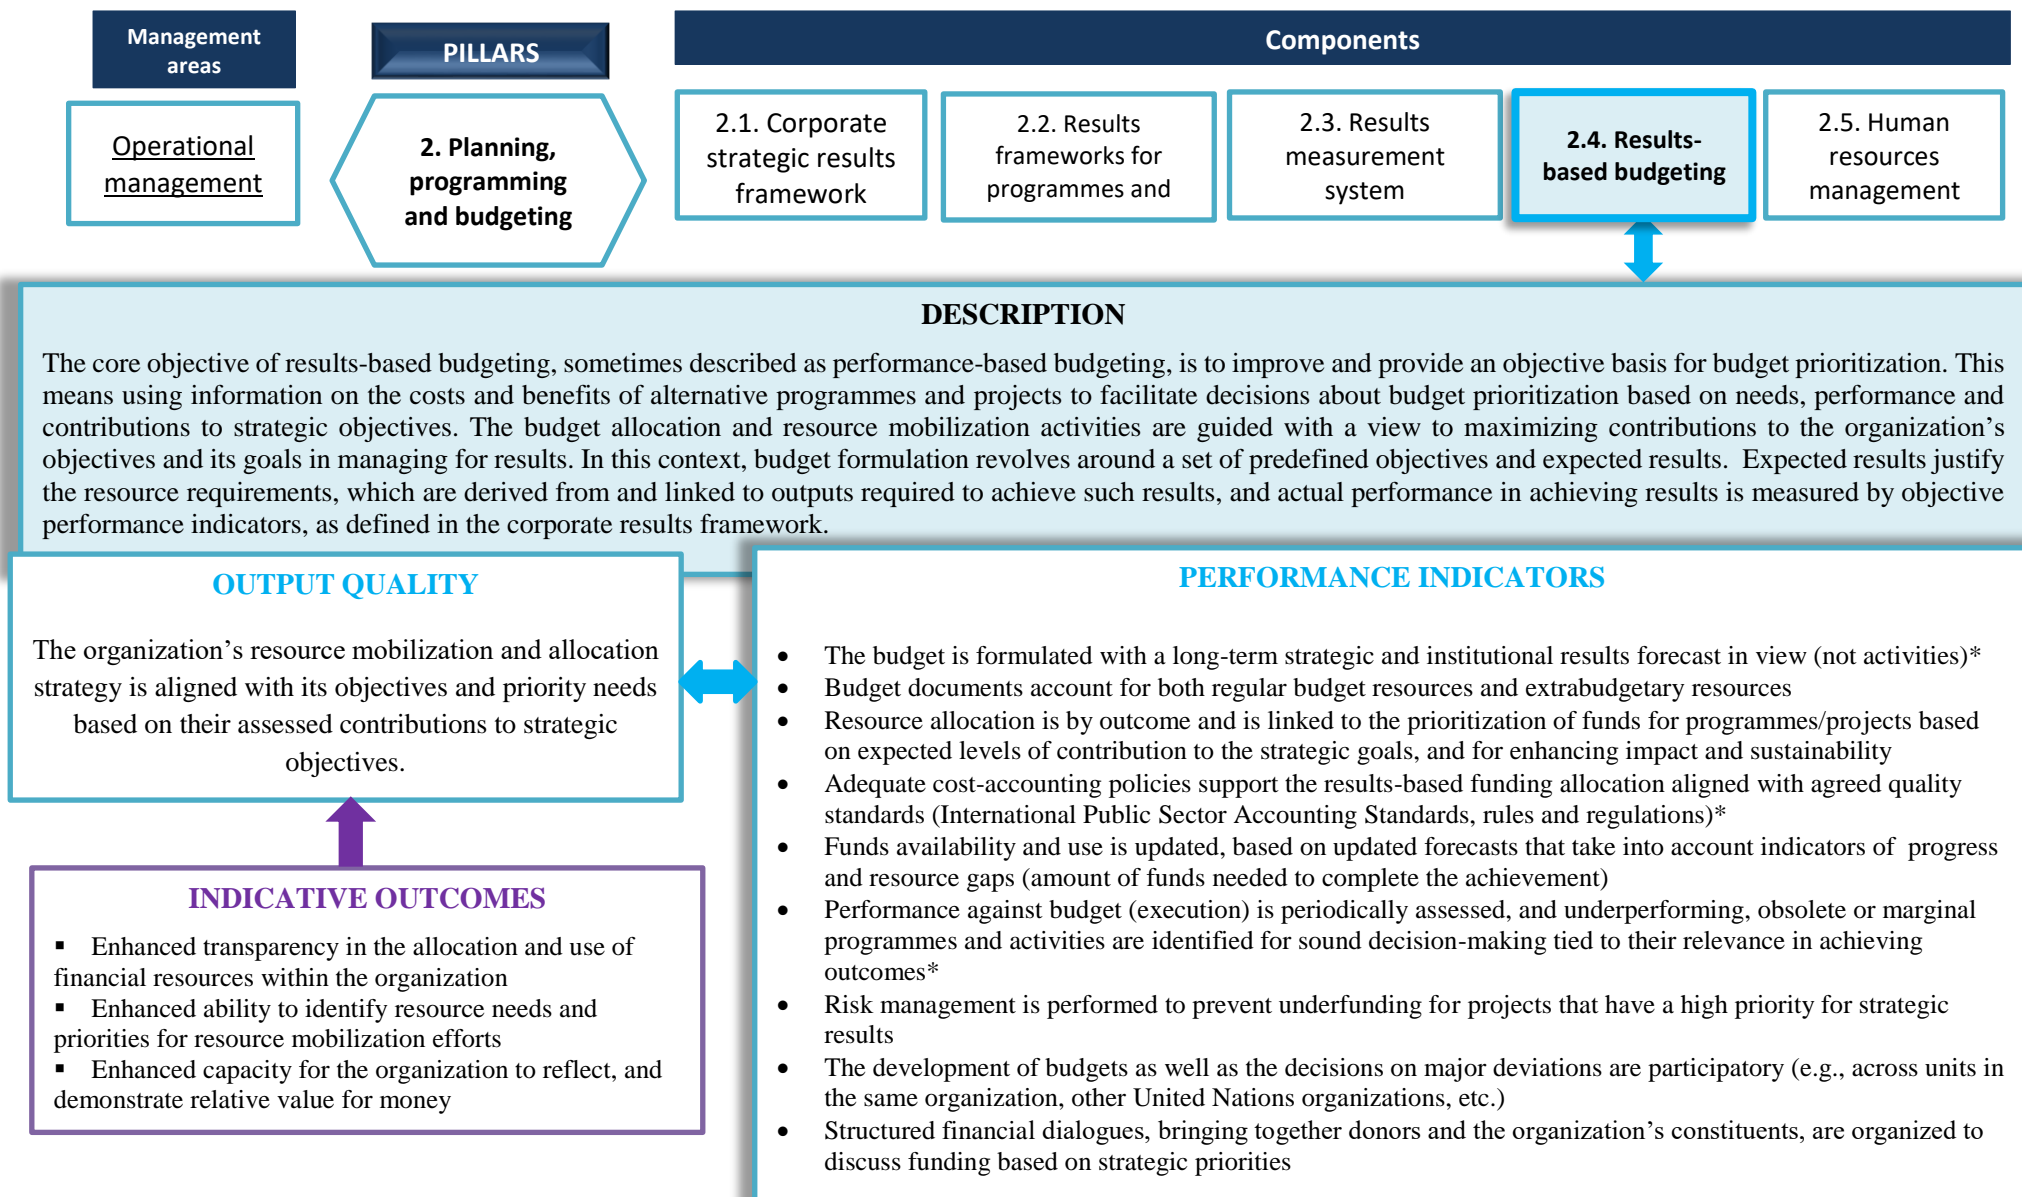 Management
areas
PILLARS
Components
Operational
management
2. Planning,
programming
and budgeting
2.1. Corporate
strategic results
framework
2.2. Results
frameworks for
programmes and
2.3. Results
measurement
system
2.4. Results-
based budgeting
2.5. Human
resources
management
DESCRIPTION
The core objective of results-based budgeting, sometimes described as performance-based budgeting, is to improve and provide an objective basis for budget prioritization. This
means using information on the costs and benefits of alternative programmes and projects to facilitate decisions about budget prioritization based on needs, performance and
contributions to strategic objectives. The budget allocation and resource mobilization activities are guided with a view to maximizing contributions to the organization’s
objectives and its goals in managing for results. In this context, budget formulation revolves around a set of predefined objectives and expected results.  Expected results justify
the resource requirements, which are derived from and linked to outputs required to achieve such results, and actual performance in achieving results is measured by objective
performance indicators, as defined in the corporate results framework.
OUTPUT QUALITY
The organization’s resource mobilization and allocation
strategy is aligned with its objectives and priority needs
based on their assessed contributions to strategic
objectives.
INDICATIVE OUTCOMES
▪ Enhanced transparency in the allocation and use of
financial resources within the organization
▪ Enhanced ability to identify resource needs and
priorities for resource mobilization efforts
▪ Enhanced capacity for the organization to reflect, and
demonstrate relative value for money
PERFORMANCE INDICATORS
• The budget is formulated with a long-term strategic and institutional results forecast in view (not activities)*
• Budget documents account for both regular budget resources and extrabudgetary resources
• Resource allocation is by outcome and is linked to the prioritization of funds for programmes/projects based
on expected levels of contribution to the strategic goals, and for enhancing impact and sustainability
• Adequate cost-accounting policies support the results-based funding allocation aligned with agreed quality
standards (International Public Sector Accounting Standards, rules and regulations)*
• Funds availability and use is updated, based on updated forecasts that take into account indicators of  progress
and resource gaps (amount of funds needed to complete the achievement)
• Performance against budget (execution) is periodically assessed, and underperforming, obsolete or marginal
programmes and activities are identified for sound decision-making tied to their relevance in achieving
outcomes*
• Risk management is performed to prevent underfunding for projects that have a high priority for strategic
results
• The development of budgets as well as the decisions on major deviations are participatory (e.g., across units in
the same organization, other United Nations organizations, etc.)
• Structured financial dialogues, bringing together donors and the organization’s constituents, are organized to
discuss funding based on strategic priorities